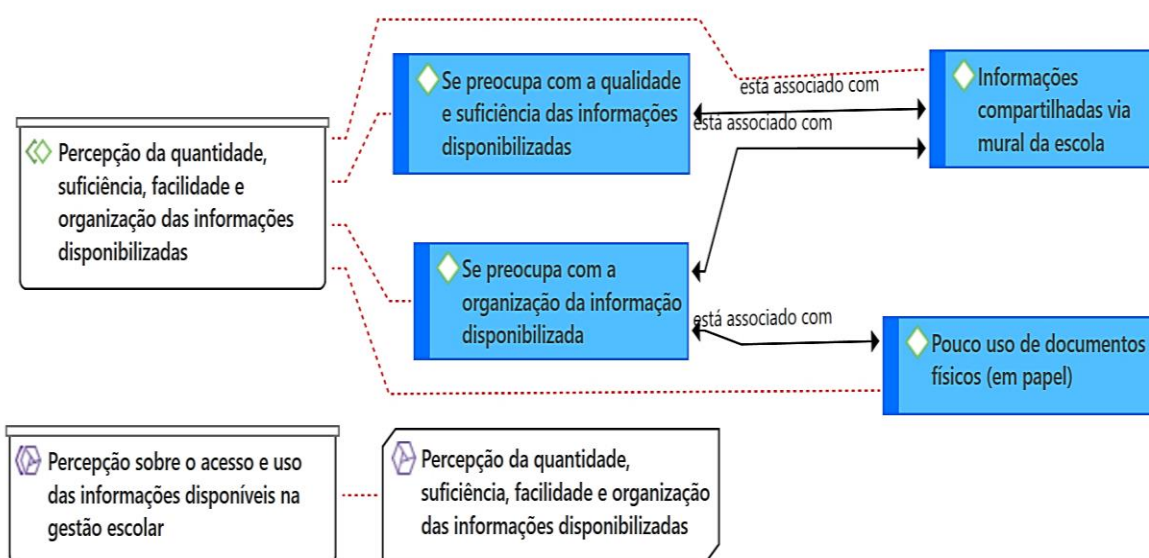 Percepção da quantidade,
suficiência, facilidade e
organização das informações
disponibilizadas
Se preocupa com a qualidade
e suficiência das informações
disponibilizadas
está associado com
está associado com
Informações
compartilhadas via
mural da escola
Se preocupa com a
organização da informação
disponibilizada
está associado com
Pouco uso de documentos
físicos (em papel)
Percepção sobre o acesso e uso
das informações disponíveis na
gestão escolar
Percepção da quantidade,
suficiência, facilidade e organização
das informações disponibilizadas